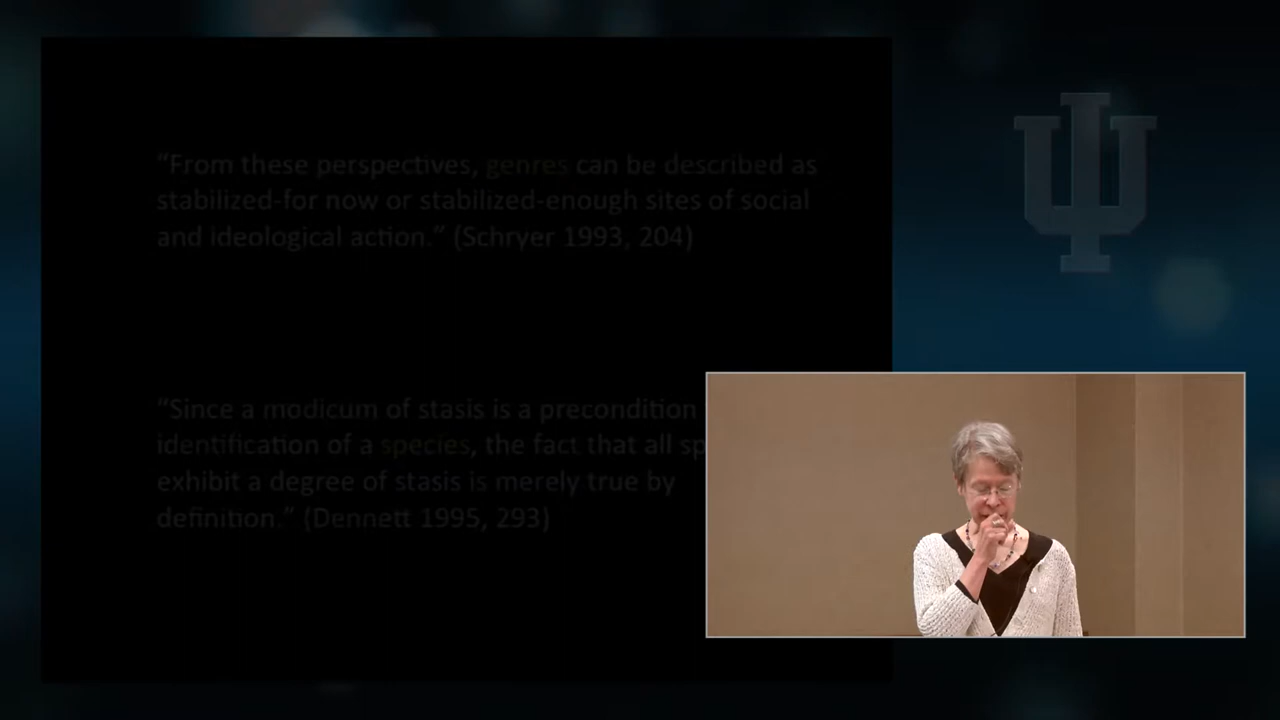 “From these perspectives, genres can be described as
stabilized-for now or stabilized-enough sites of social
and ideological action.” (Schryer 1993, 204)
“Since a modicum of stasis is a precondition
identification of a species, the fact that all sp
exhibit a degree of stasis is merely true by
definition.” (Dennett 1995, 293)